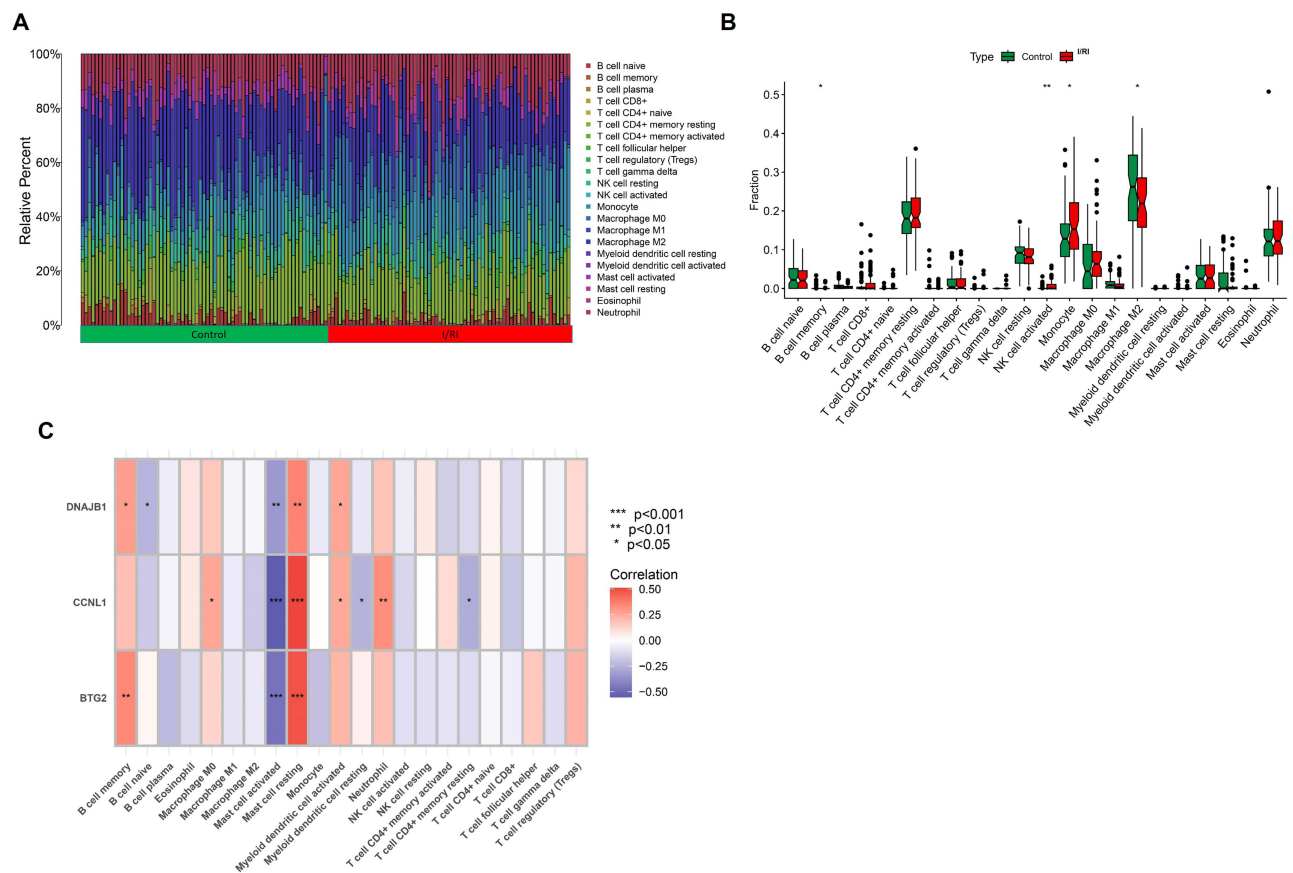 A
100%
80%
60%
40%
20%
0%
Relative Percent
Control
I/RI
B cell naive
B cell memory
B cell plasma
T cell CD8+
T cell CD4+ naive
T cell CD4+ memory resting
T cell CD4+ memory activated
T cell follicular helper
T cell regulatory (Tregs)
T cell gamma delta
NK cell resting
NK cell activated
Monocyte
Macrophage M0
Macrophage M1
Macrophage M2
Myeloid dendritic cell resting
Myeloid dendritic cell activated
Mast cell activated
Mast cell resting
Eosinophil
Neutrophil
B
Type Control I/RI
* ** * *
0.5
0.4
0.3
0.2
0.1
0.0
Fraction
B cell naive
B cell memory
B cell plasma
T cell CD8+
T cell CD4+ naive
T cell CD4+ memory resting
T cell CD4+ memory activated
T cell follicular helper
T cell regulatory (Tregs)
T cell gamma delta
NK cell resting
NK cell activated
Monocyte
Macrophage M0
Macrophage M1
Macrophage M2
Myeloid dendritic cell resting
Myeloid dendritic cell activated
Mast cell activated
Mast cell resting
Eosinophil
Neutrophil
C
DNAJB1 * * ** ** *
CCNL1 * *** *** * * ** *
BTG2 ** *** ***
B cell memory
B cell naive
B cell plasma
Eosinophil
Macrophage M0
Macrophage M1
Macrophage M2
Mast cell activated
Mast cell resting
Monocyte
Myeloid dendritic cell activated
Myeloid dendritic cell resting
Neutrophil
NK cell activated
NK cell resting
T cell CD4+ memory activated
T cell CD4+ memory resting
T cell CD4+ naive
T cell CD8+
T cell follicular helper
T cell gamma delta
T cell regulatory (Tregs)
*** p<0.001
** p<0.01
* p<0.05
Correlation
0.50
0.25
0.00
−0.25
−0.50